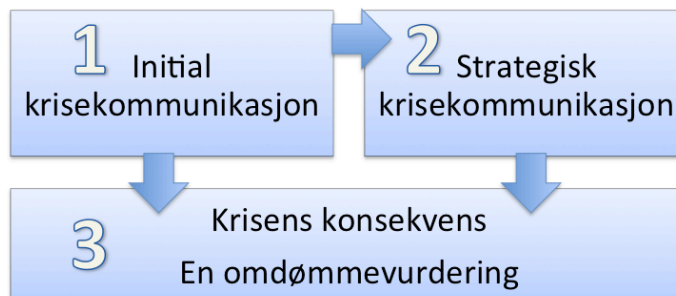 1 Initial
krisekommunikasjon
2 Strategisk
krisekommunikasjon
3 Krisens konsekvens
En omdømmevurdering